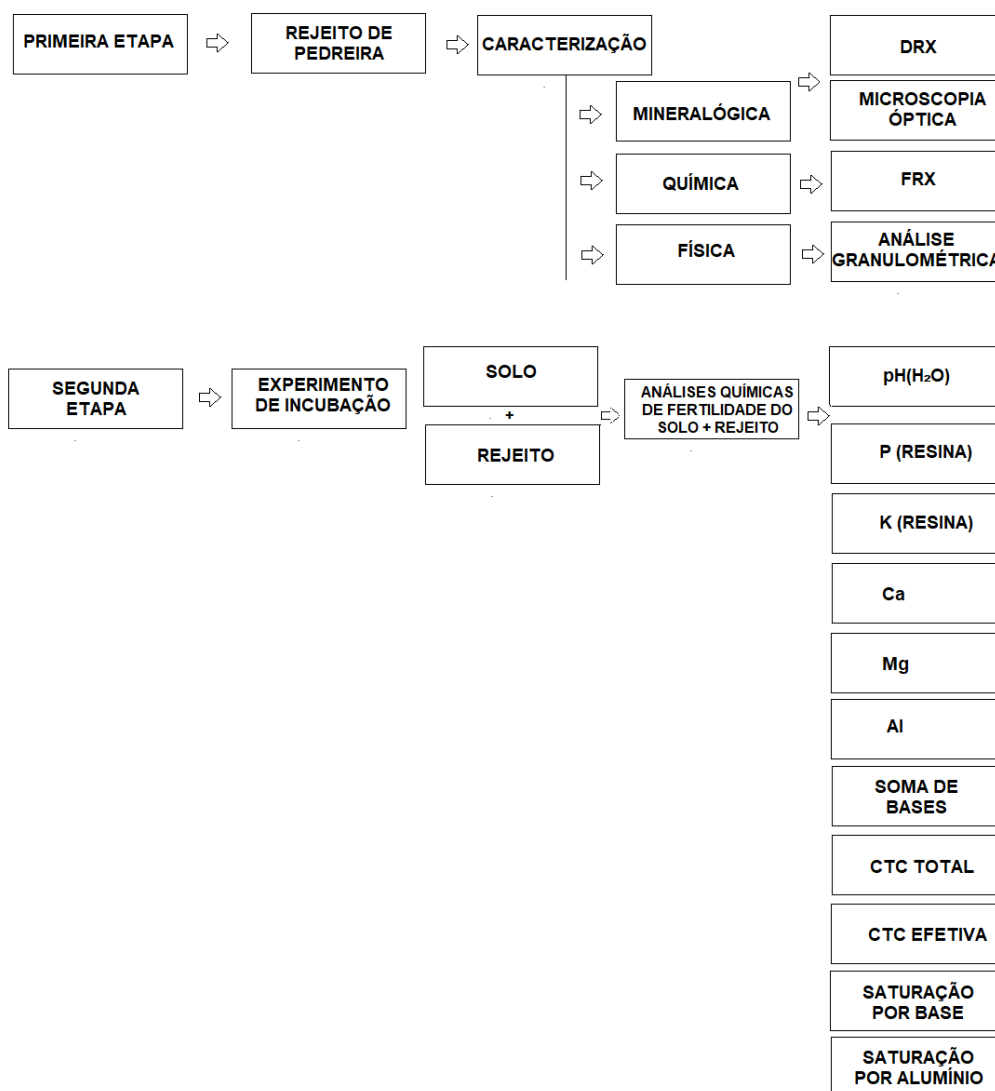 PRIMEIRA ETAPA
REJEITO DE
PEDREIRA
CARACTERIZAÇÃO
DRX
MICROSCOPIA
ÓPTICA
MINERALÓGICA
QUÍMICA
FRX
FÍSICA
ANÁLISE
GRANULOMÉTRICA
SEGUNDA
ETAPA
EXPERIMENTO
DE INCUBAÇÃO
SOLO
+
REJEITO
ANÁLISES QUÍMICAS
DE FERTILIDADE DO
SOLO + REJEITO
pH(H₂O)
P (RESINA)
K (RESINA)
Ca
Mg
Al
SOMA DE
BASES
CTC TOTAL
CTC EFETIVA
SATURAÇÃO
POR BASE
SATURAÇÃO
POR ALUMÍNIO